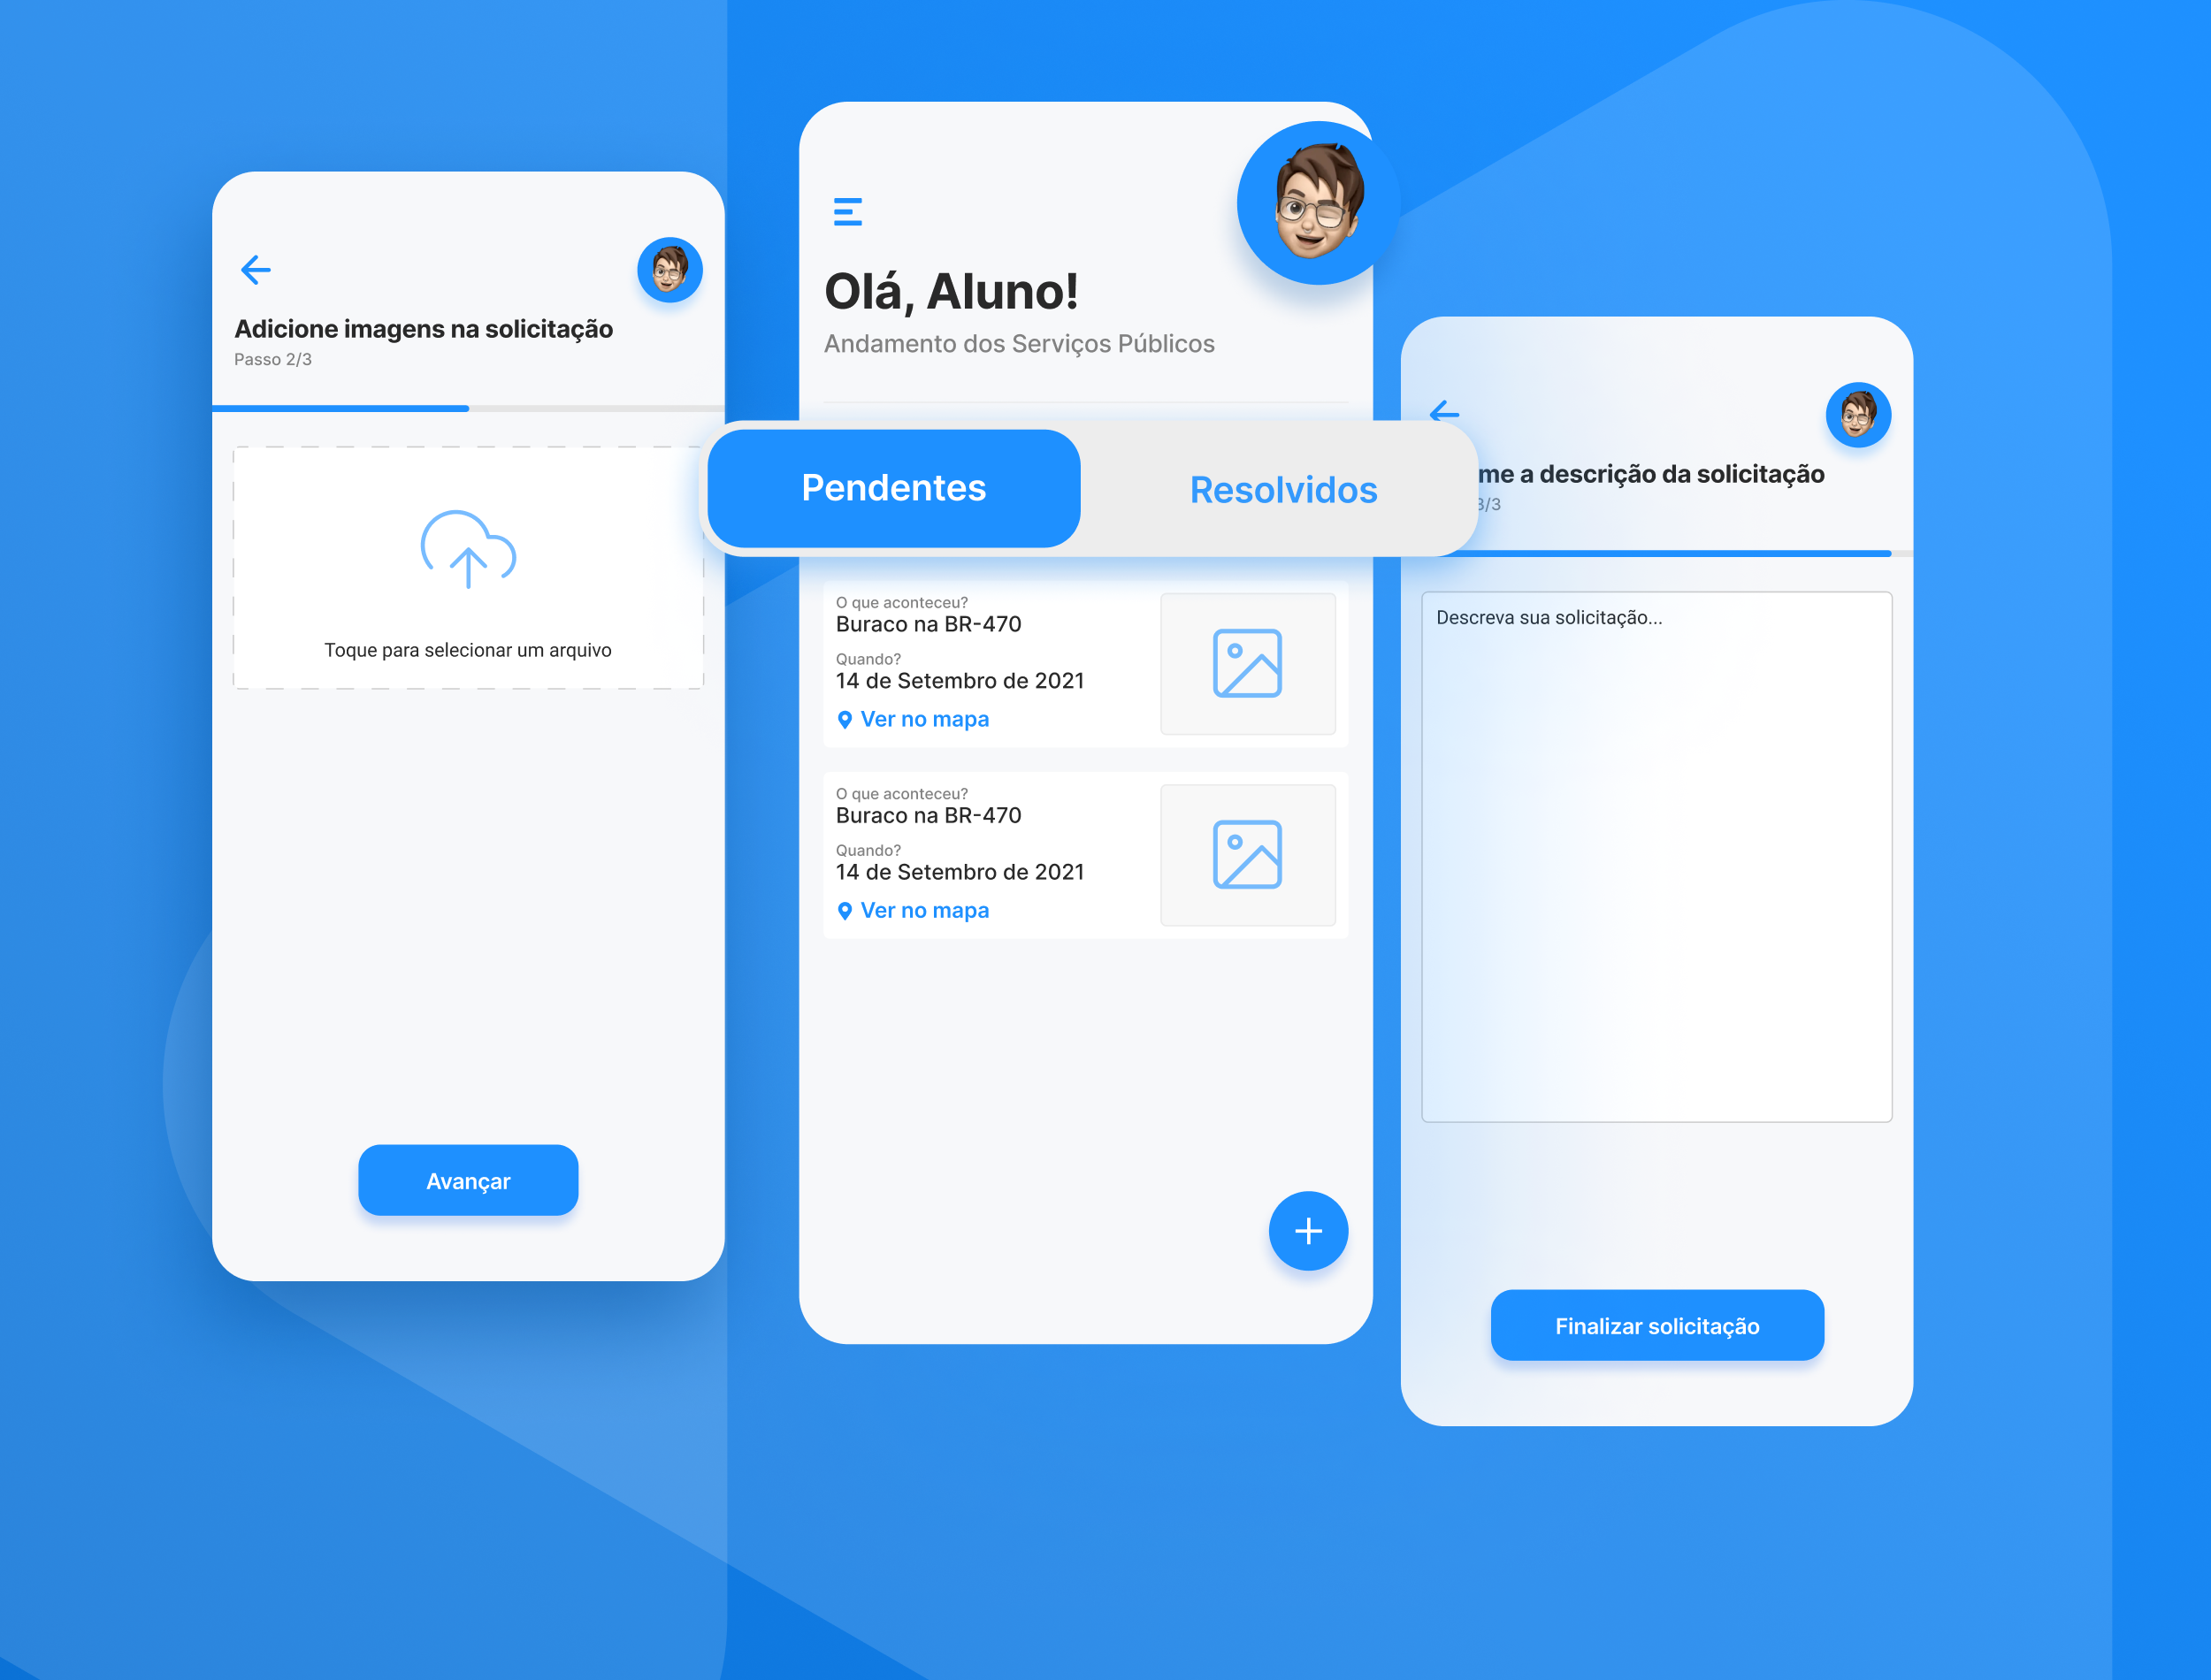 Adicione imagens na solicitação
Passo 2/3
Toque para selecionar um arquivo
Avançar
Olá, Aluno!
Andamento dos Serviços Públicos
Pendentes
Resolvidos
O que aconteceu?
Buraco na BR-470
Quando?
14 de Setembro de 2021
Ver no mapa
O que aconteceu?
Buraco na BR-470
Quando?
14 de Setembro de 2021
Ver no mapa
a descrição da solicitação
3/3
Descreva sua solicitação...
Finalizar solicitação